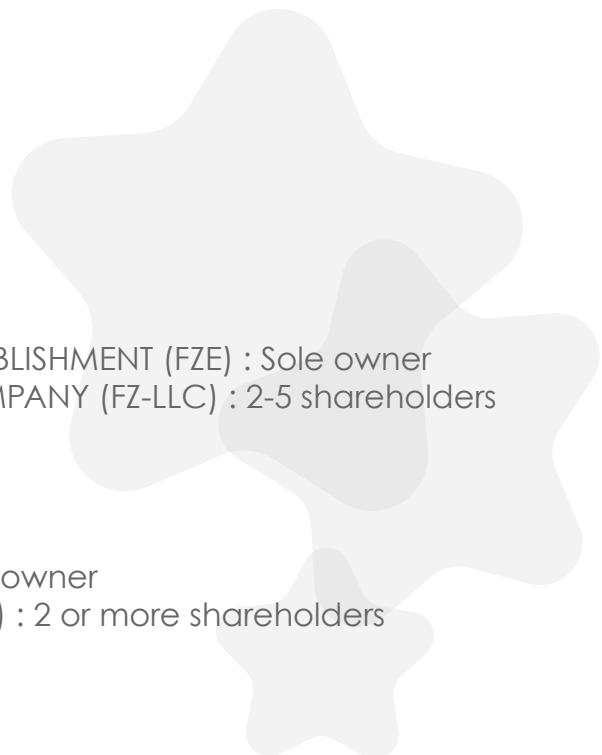 BLISHMENT (FZE) : Sole owner
MPANY (FZ-LLC) : 2-5 shareholders
owner
) : 2 or more shareholders